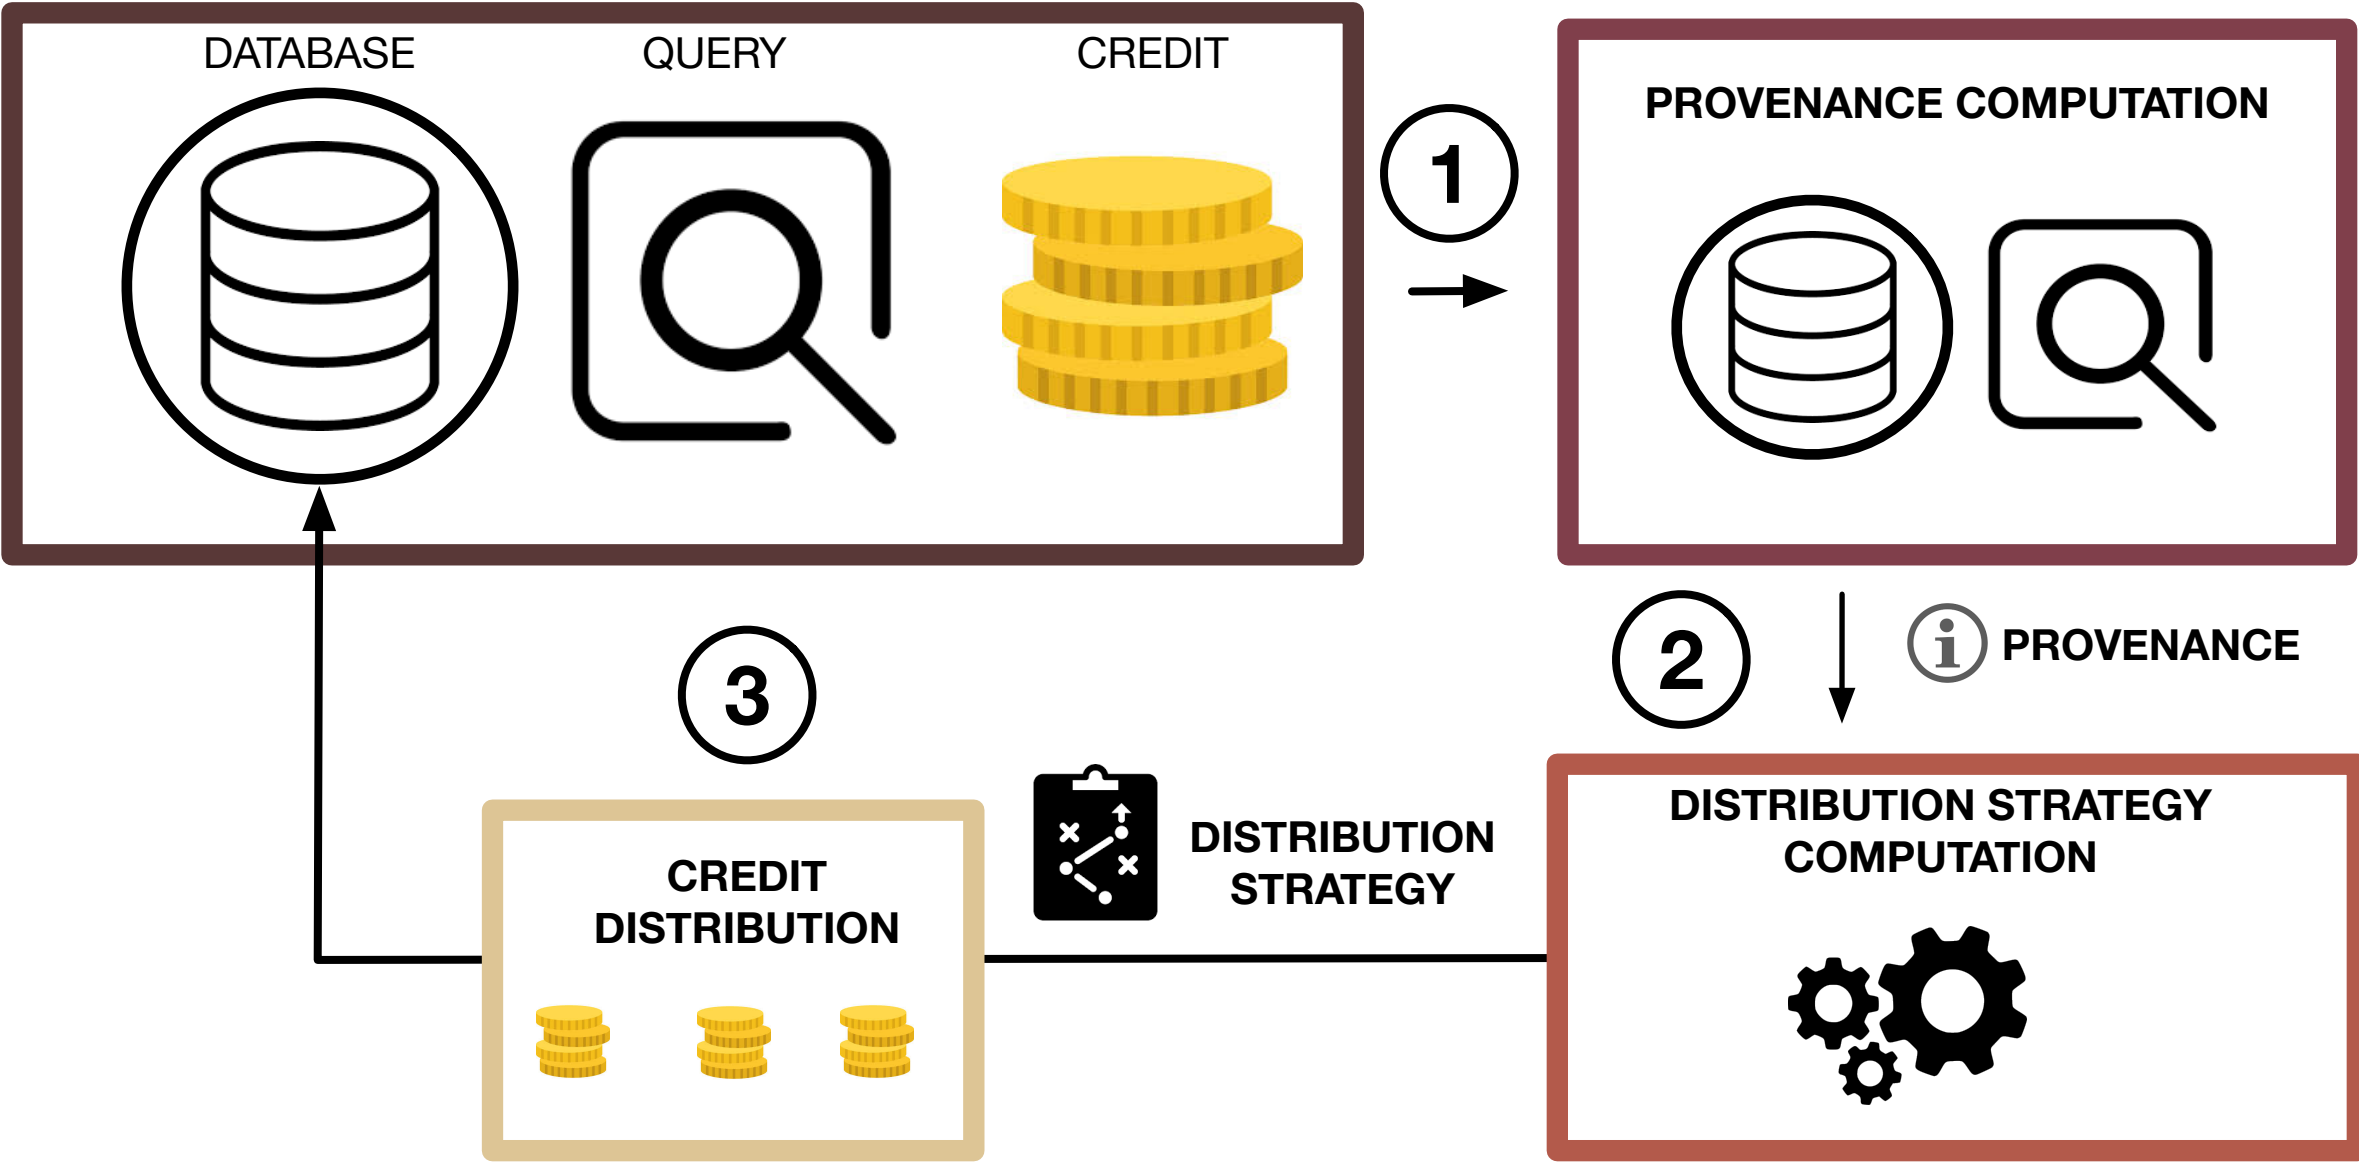 DATABASE
QUERY
CREDIT
1
PROVENANCE COMPUTATION
2
i PROVENANCE
3
DISTRIBUTION STRATEGY
COMPUTATION
DISTRIBUTION
STRATEGY
CREDIT
DISTRIBUTION